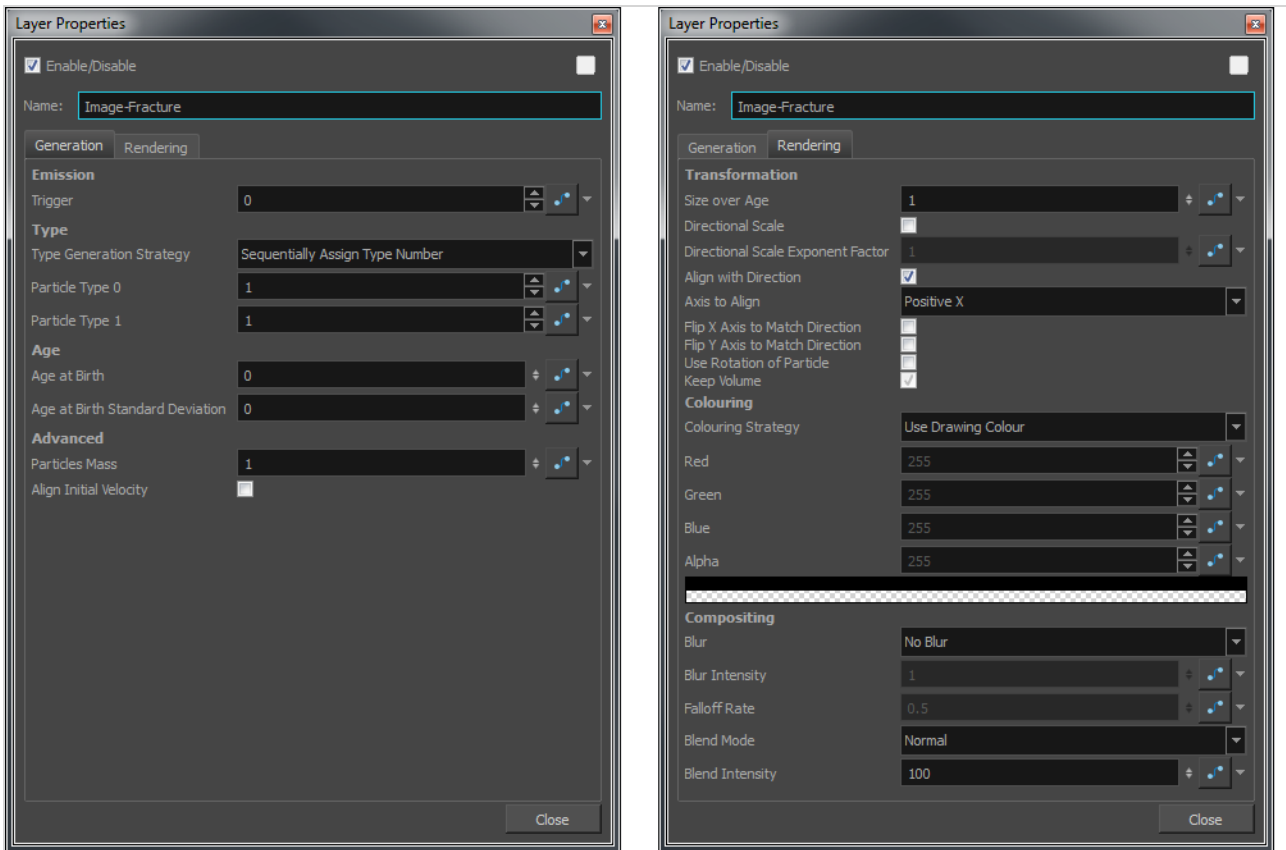 Layer Properties
Enable/Disable
Name: Image-Fracture
Generation Rendering
Emission
Trigger 0
Type
Type Generation Strategy Sequentially Assign Type Number
Particle Type 0 1
Particle Type 1 1
Age
Age at Birth 0
Age at Birth Standard Deviation 0
Advanced
Particles Mass 1
Align Initial Velocity
Close
Layer Properties
Enable/Disable
Name: Image-Fracture
Generation Rendering
Transformation
Size over Age 1
Directional Scale
Directional Scale Exponent Factor 1
Align with Direction
Axis to Align Positive X
Flip X Axis to Match Direction
Flip Y Axis to Match Direction
Use Rotation of Particle
Keep Volume
Colouring
Colouring Strategy Use Drawing Colour
Red 255
Green 255
Blue 255
Alpha 255
Compositing
Blur No Blur
Blur Intensity 1
Falloff Rate 0.5
Blend Mode Normal
Blend Intensity 100
Close